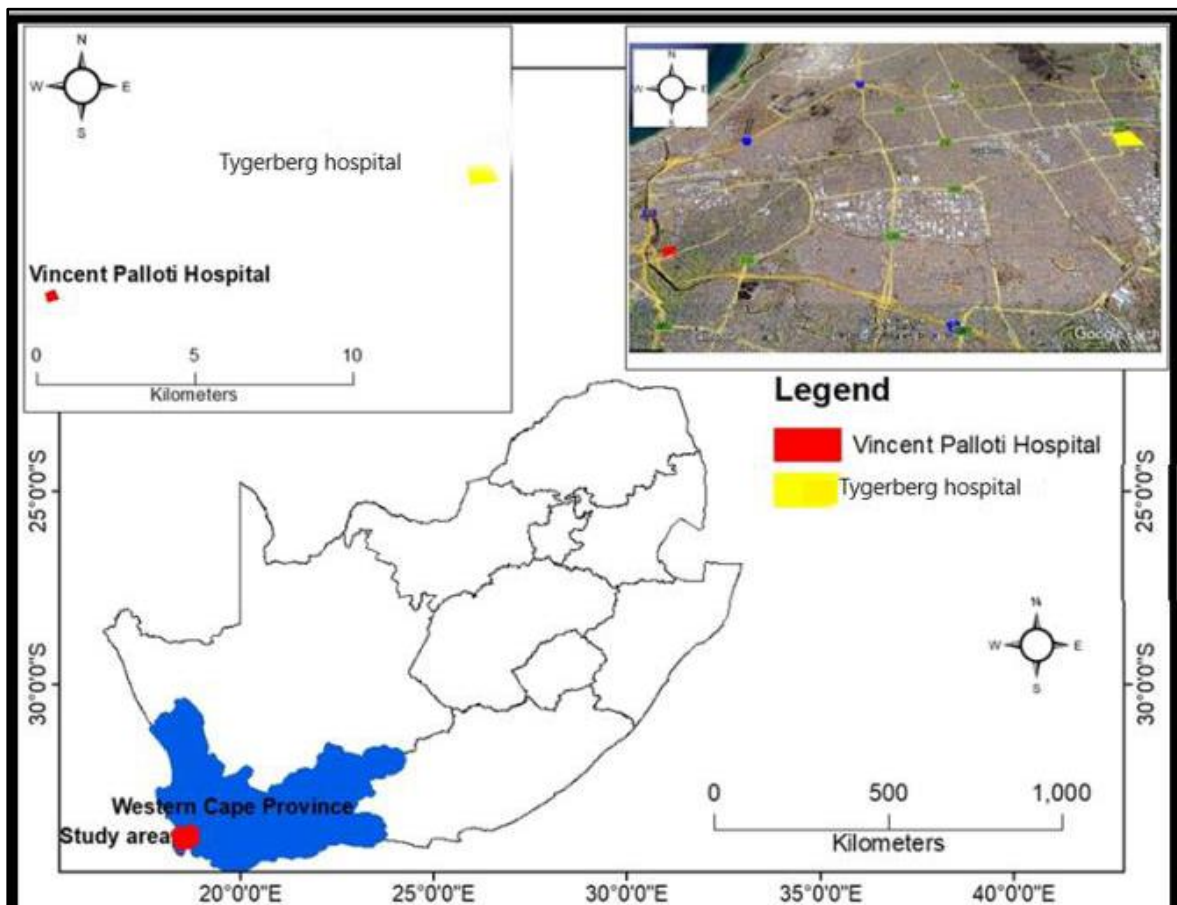 N
W E
S
Tygerberg hospital
Vincent Palloti Hospital
0 5 10
Kilometers
Google Earth
Legend
Vincent Palloti Hospital
Tygerberg hospital
25°0'0"S
25°0'0"S
N
W E
S
30°0'0"S
30°0'0"S
Western Cape Province
Study area
0 500 1,000
Kilometers
20°0'0"E 25°0'0"E 30°0'0"E 35°0'0"E 40°0'0"E